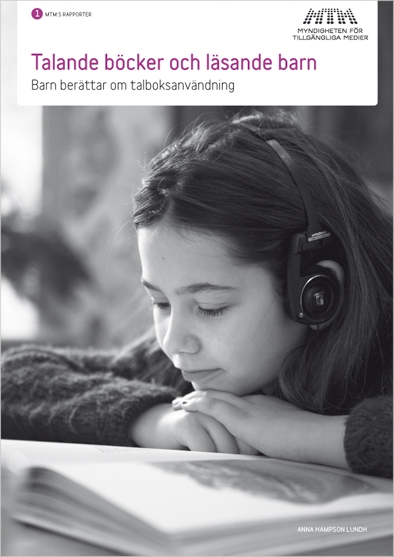 1 MTM:S RAPPORTER
MTM
MYNDIGHETEN FÖR
TILLGÄNGLIGA MEDIER
Talande böcker och läsande barn
Barn berättar om talboksanvändning
ANNA HAMPSON LUNDH